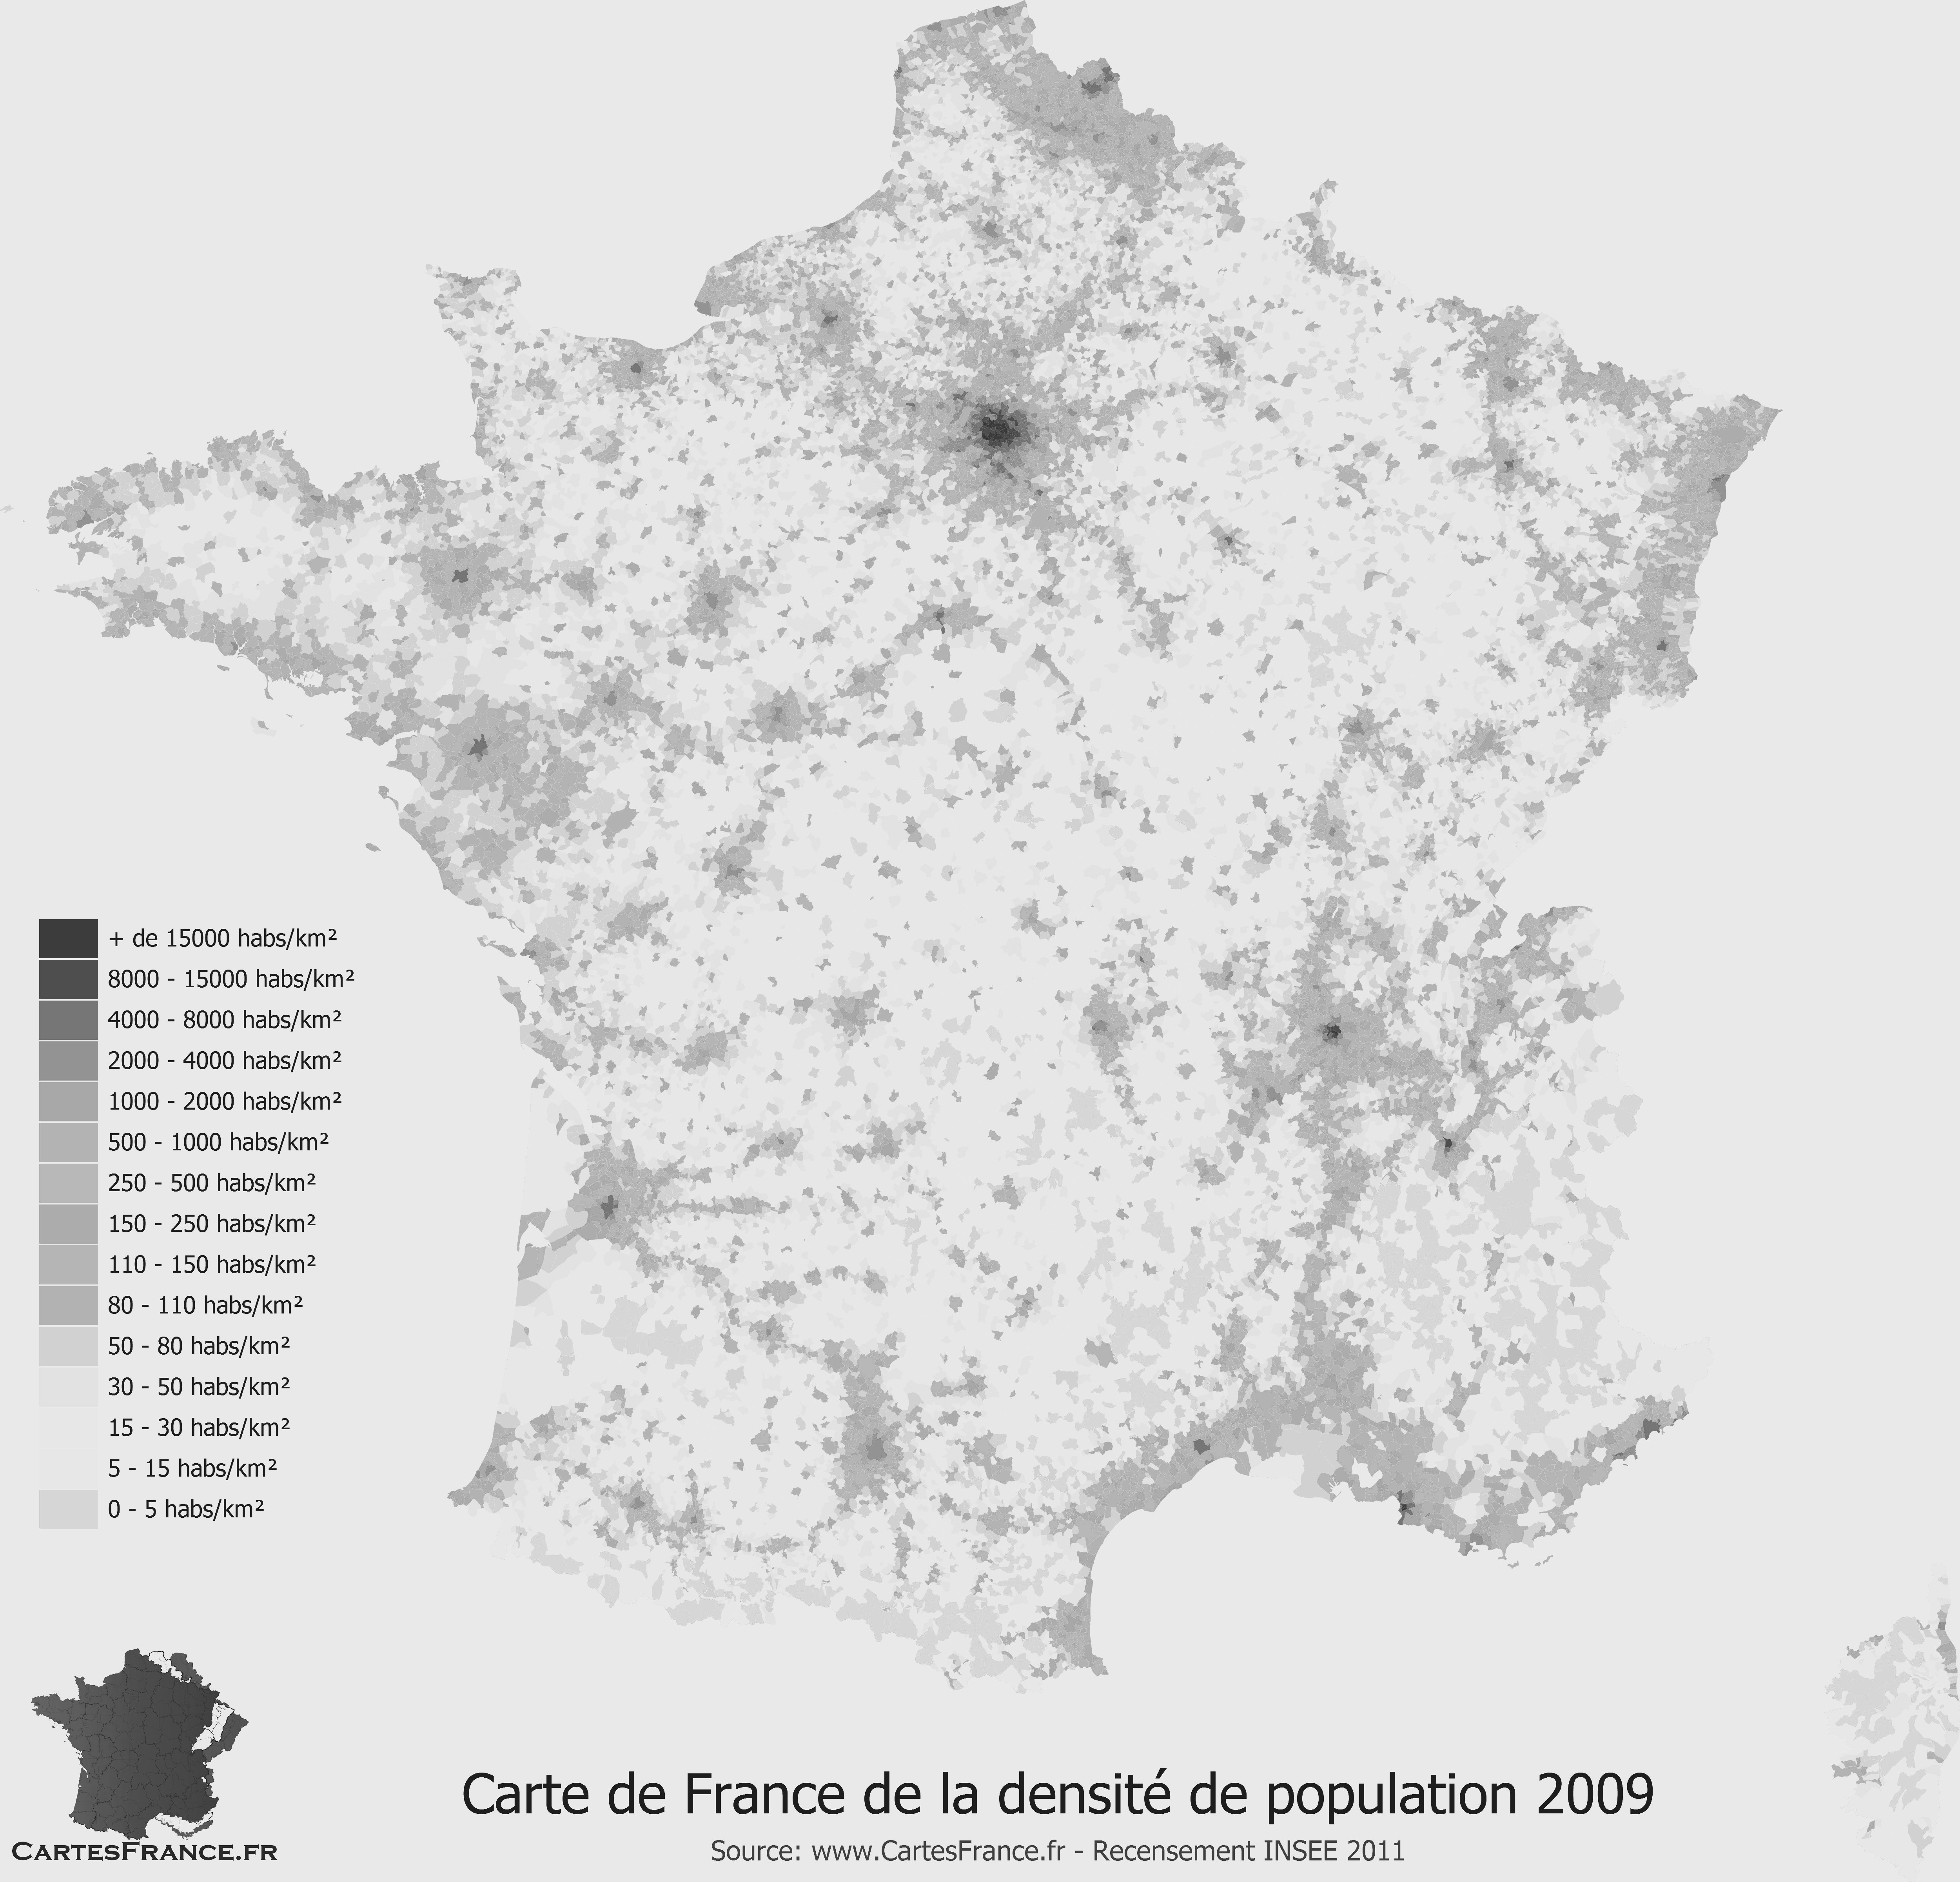 + de 15000 habs/km²
8000 - 15000 habs/km²
4000 - 8000 habs/km²
2000 - 4000 habs/km²
1000 - 2000 habs/km²
500 - 1000 habs/km²
250 - 500 habs/km²
150 - 250 habs/km²
110 - 150 habs/km²
80 - 110 habs/km²
50 - 80 habs/km²
30 - 50 habs/km²
15 - 30 habs/km²
5 - 15 habs/km²
0 - 5 habs/km²
Carte de France de la densité de population 2009
Source: www.CartesFrance.fr - Recensement INSEE 2011
CARTESFRANCE.FR